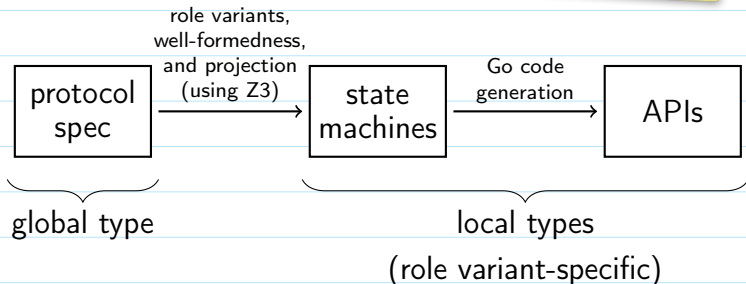 role variants,
well-formedness,
and projection
(using Z3)
Go code
generation
protocol
spec
state
machines
APIs
global type
local types
(role variant-specific)